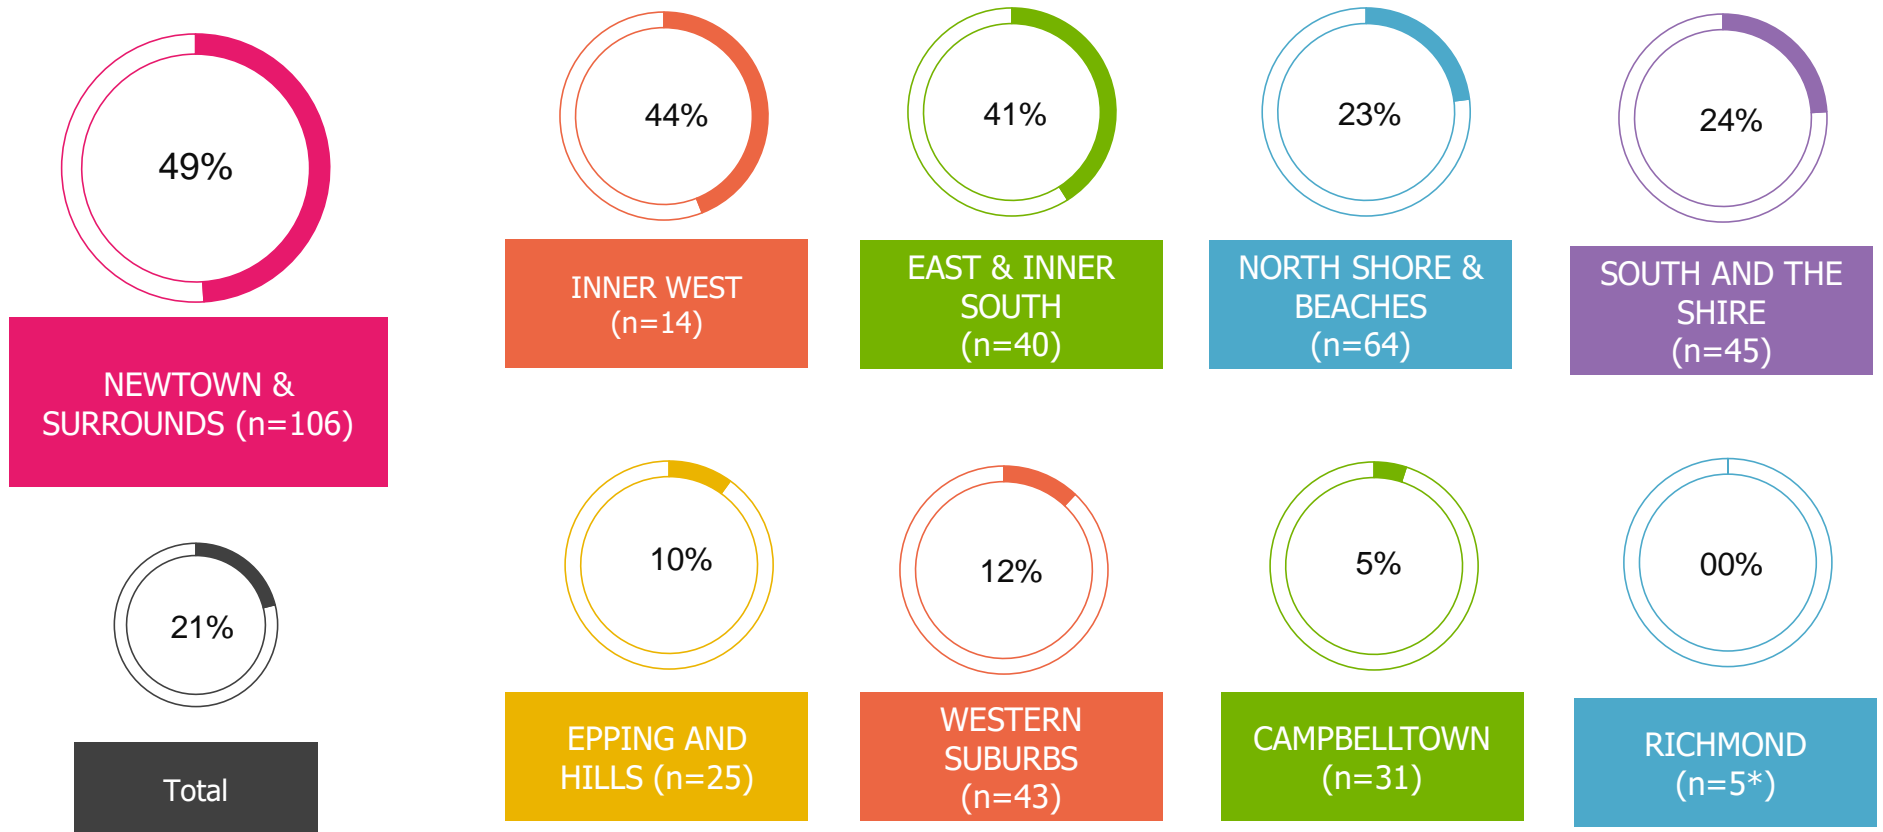 49%
NEWTOWN &
SURROUNDS (n=106)
44%
INNER WEST
(n=14)
41%
EAST & INNER
SOUTH
(n=40)
23%
NORTH SHORE &
BEACHES
(n=64)
24%
SOUTH AND THE
SHIRE
(n=45)
21%
Total
10%
EPPING AND
HILLS (n=25)
12%
WESTERN
SUBURBS
(n=43)
5%
CAMPBELLTOWN
(n=31)
00%
RICHMOND
(n=5*)